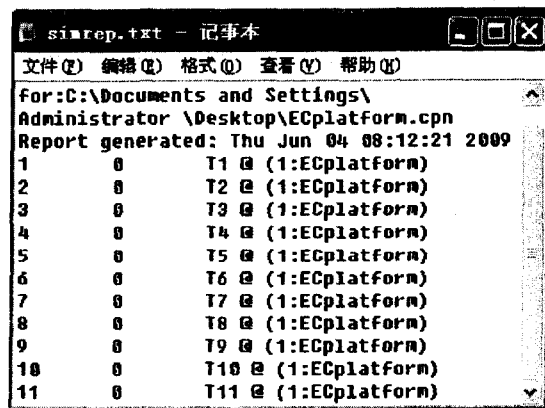 simrep.txt - 记事本
文件(F) 编辑(E) 格式(O) 查看(V) 帮助(H)
for:C:\Documents and Settings\
Administrator \Desktop\ECplatform.cpn
Report generated: Thu Jun 04 08:12:21 2009
1 0 T1 @ (1:ECplatform)
2 0 T2 @ (1:ECplatform)
3 0 T3 @ (1:ECplatform)
4 0 T4 @ (1:ECplatform)
5 0 T5 @ (1:ECplatform)
6 0 T6 @ (1:ECplatform)
7 0 T7 @ (1:ECplatform)
8 0 T8 @ (1:ECplatform)
9 0 T9 @ (1:ECplatform)
10 0 T10 @ (1:ECplatform)
11 0 T11 @ (1:ECplatform)